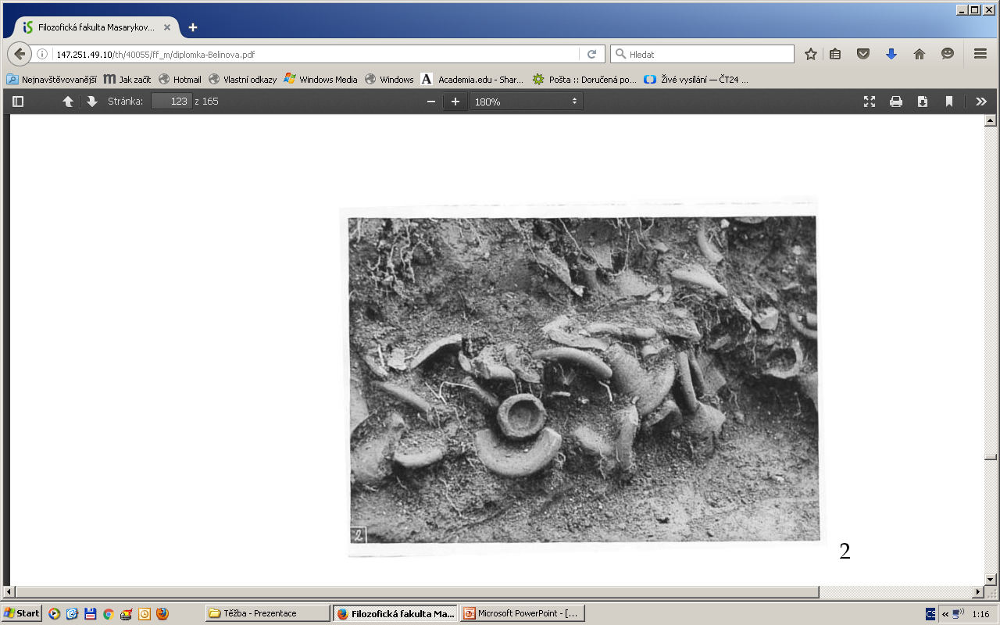 Filozofická fakulta Masarykov...
147.251.49.10/th/40055/ff_m/diplomka-Belinova.pdf
Hledat
Nejnavštěvovanější
Jak začít
Hotmail
Vlastní odkazy
Windows Media
Windows
Academia.edu - Shar...
Pošta :: Doručená po...
Živé vysílání — ČT24 ...
Stránka: 123 z 165
180%
2
2
Start
Těžba - Prezentace
Filozofická fakulta Ma...
Microsoft PowerPoint - [...
CS
1:16